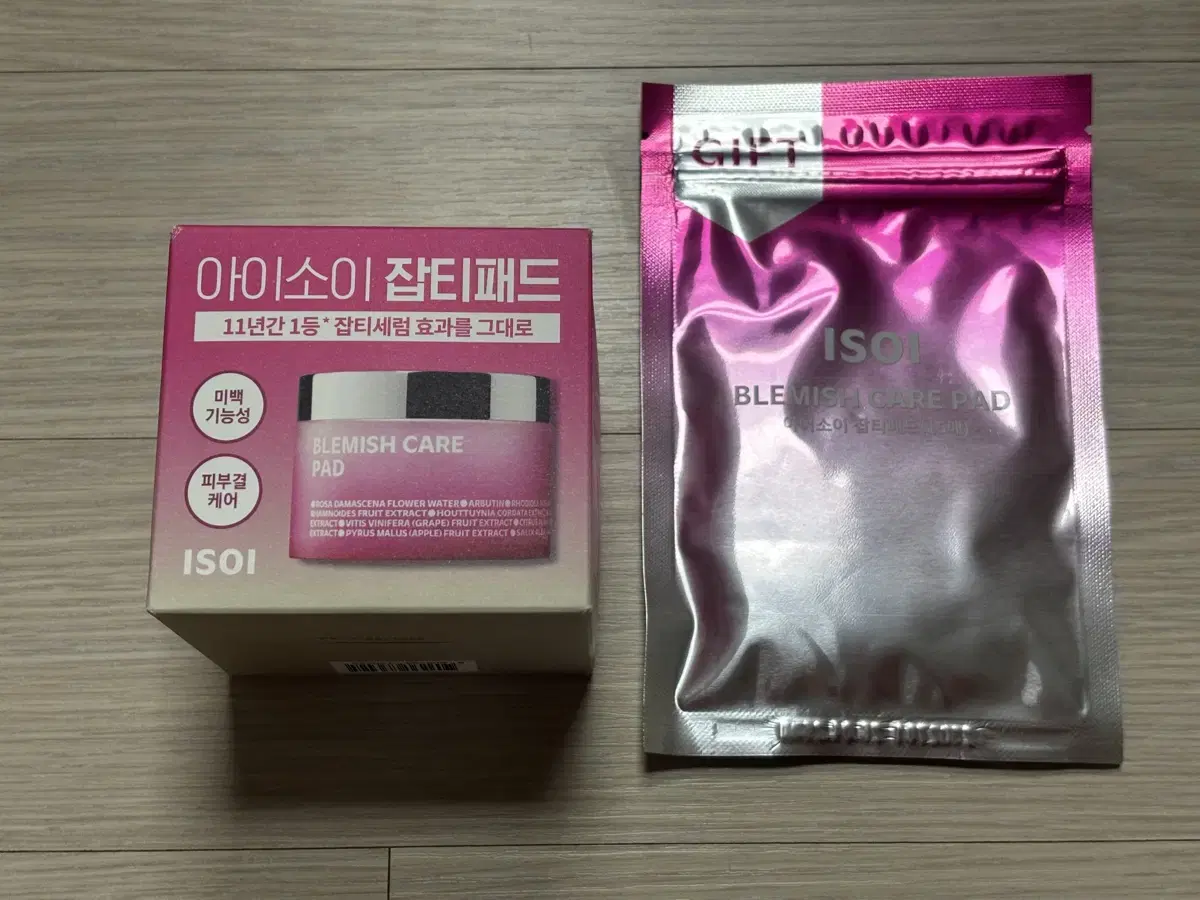 아이소이 잡티패드
11년간 1등* 잡티세럼 효과를 그대로
미백
기능성
피부결
케어
ISOI
BLEMISH CARE
PAD
ROSA DAMASCENA FLOWER WATER●ARBUTIN●
FRUIT EXTRACT●HOUTTUYNIA CORDATA
EXTRACT●VITIS VINIFERA (GRAPE) FRUIT EXTRACT●
EXTRACT●PYRUS MALUS (APPLE) FRUIT EXTRACT●
GIFT
ISOI
BLEMISH CARE PAD
아이소이 잡티패드